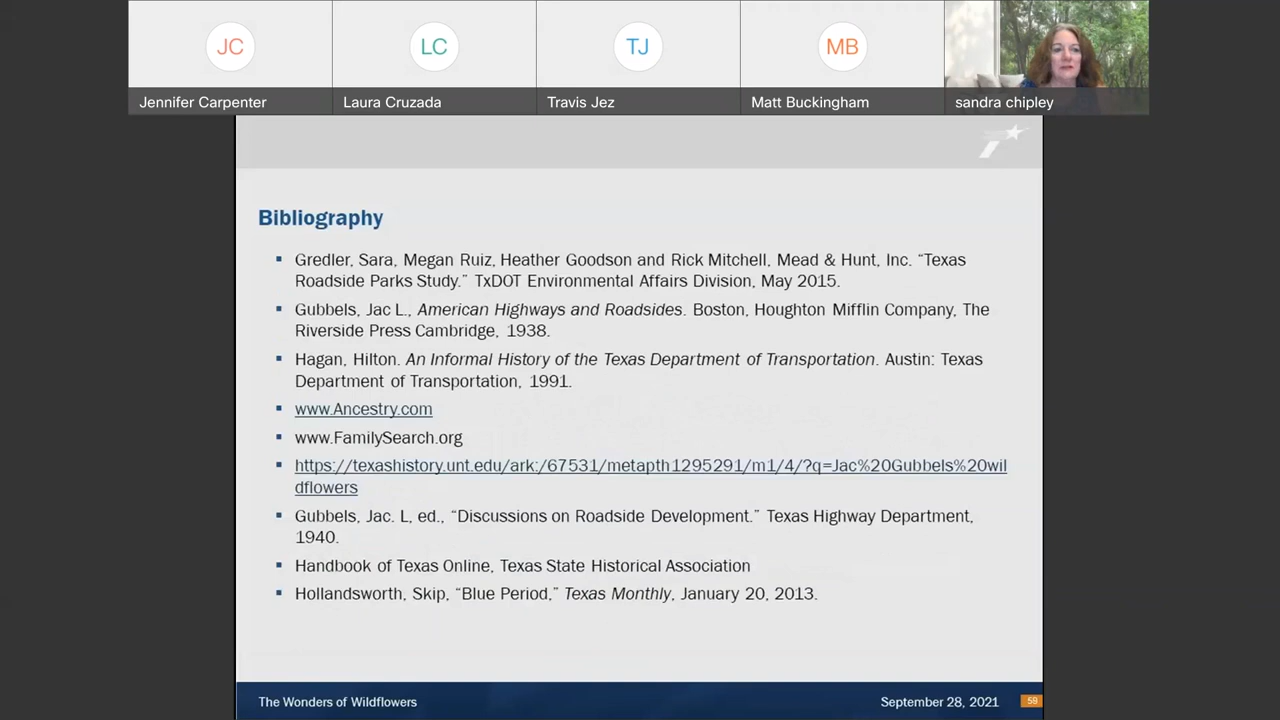 JC
LC
TJ
MB
Jennifer Carpenter
Laura Cruzada
Travis Jez
Matt Buckingham
sandra chipley
Bibliography
Gredler, Sara, Megan Ruiz, Heather Goodson and Rick Mitchell, Mead & Hunt, Inc. “Texas
Roadside Parks Study.” TxDOT Environmental Affairs Division, May 2015.
Gubbels, Jac L., American Highways and Roadsides. Boston, Houghton Mifflin Company, The
Riverside Press Cambridge, 1938.
Hagan, Hilton. An Informal History of the Texas Department of Transportation. Austin: Texas
Department of Transportation, 1991.
www.Ancestry.com
www.FamilySearch.org
https://texashistory.unt.edu/ark:/67531/metapth1295291/m1/4/?q=Jac%20Gubbels%20wil
dflowers
Gubbels, Jac. L, ed., “Discussions on Roadside Development.” Texas Highway Department,
1940.
Handbook of Texas Online, Texas State Historical Association
Hollandsworth, Skip, “Blue Period,” Texas Monthly, January 20, 2013.
The Wonders of Wildflowers
September 28, 2021
59